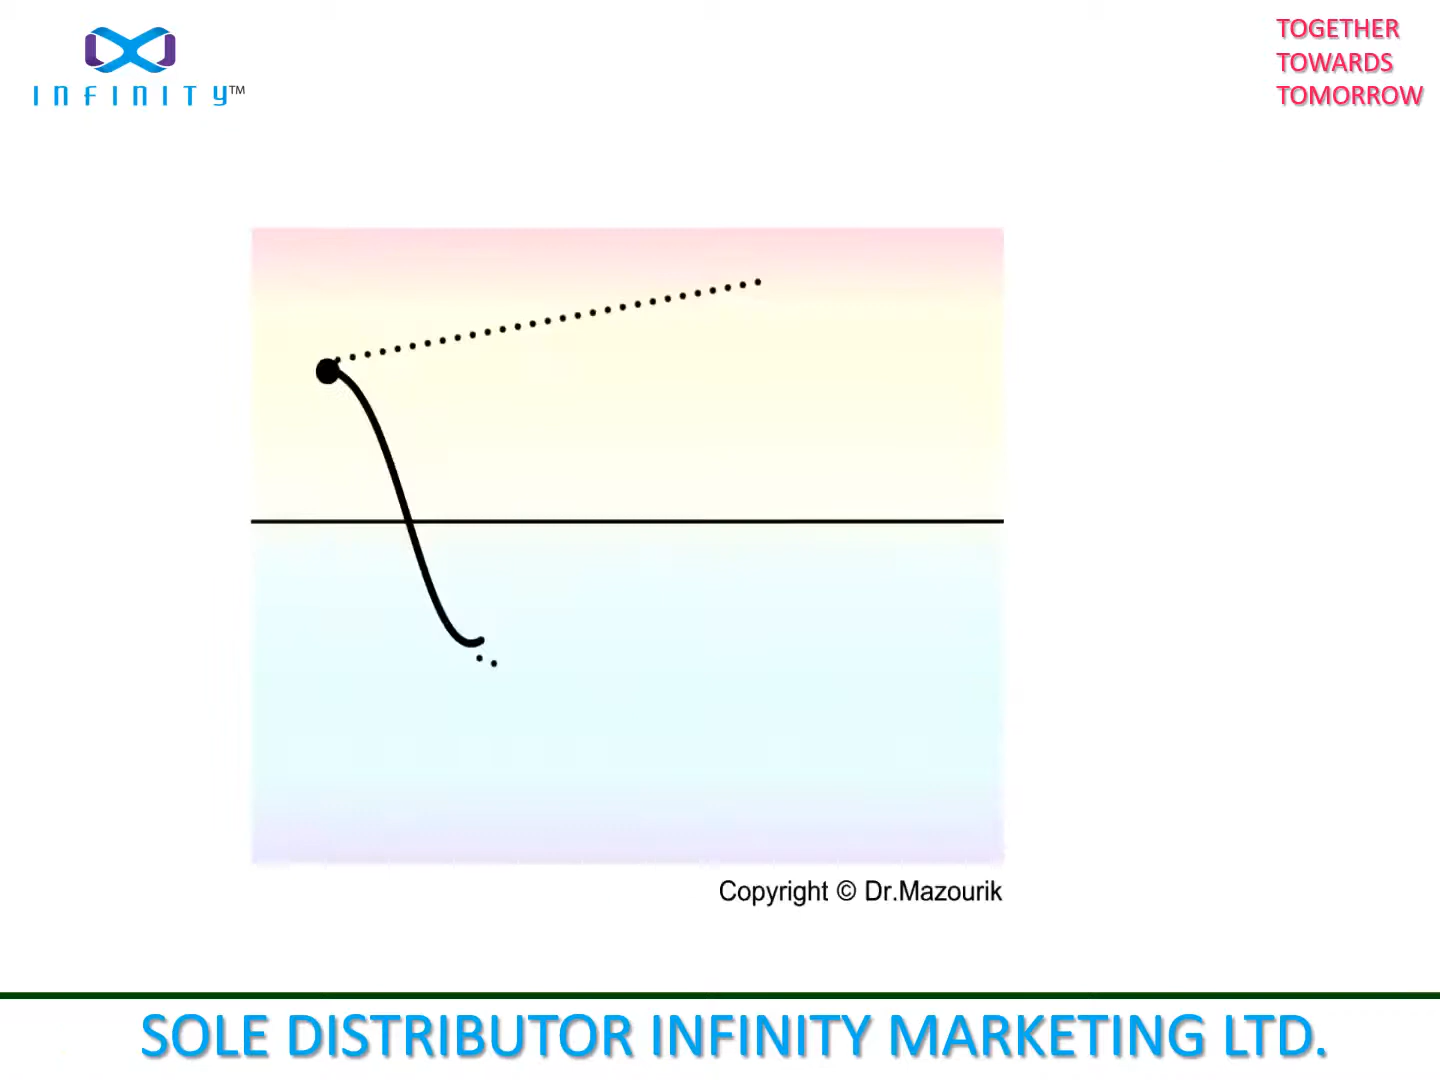 INFINITY™
TOGETHER
TOWARDS
TOMORROW
Copyright © Dr.Mazourik
SOLE DISTRIBUTOR INFINITY MARKETING LTD.